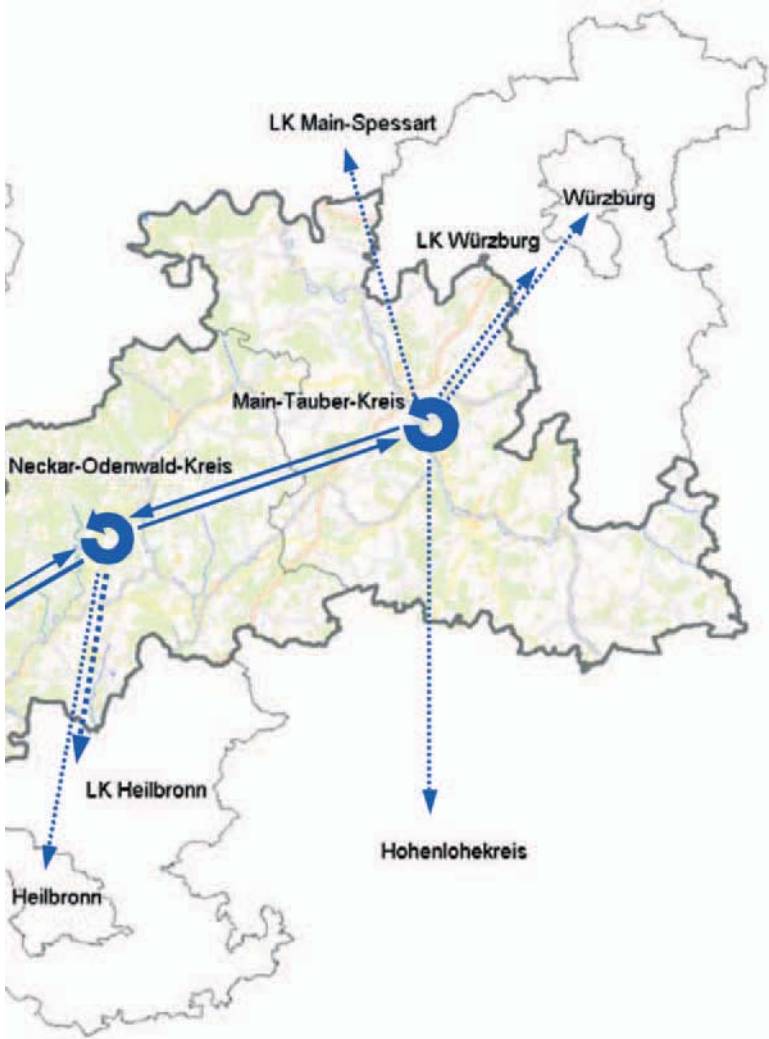 LK Main-Spessart
Würzburg
LK Würzburg
Main-Tauber-Kreis
Neckar-Odenwald-Kreis
LK Heilbronn
Hohenlohekreis
Heilbronn